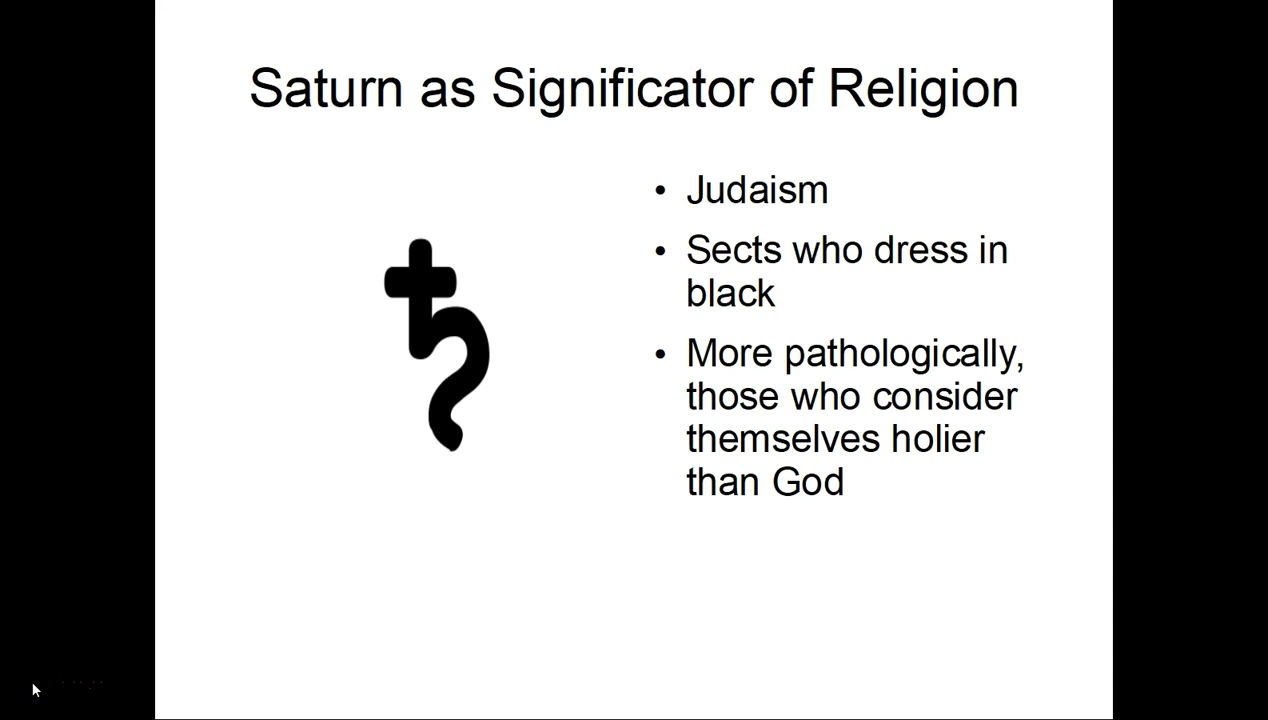 Saturn as Significator of Religion
• Judaism
• Sects who dress in
black
• More pathologically,
those who consider
themselves holier
than God